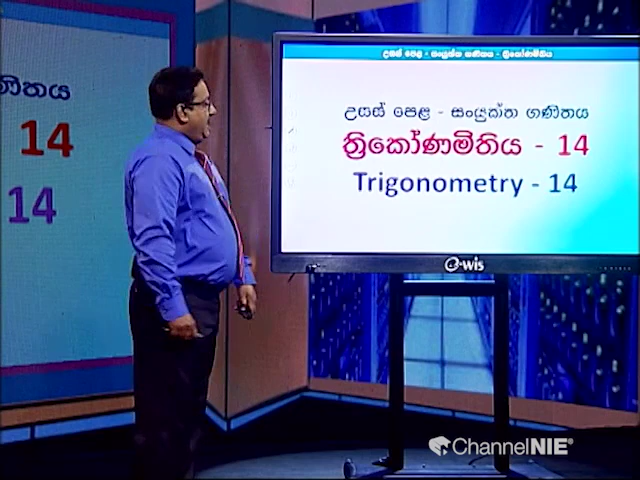 උසස් පෙළ - සංයුක්ත ගණිතය - ත්‍රිකෝණමිතිය
උසස් පෙළ - සංයුක්ත ගණිතය
ත්‍රිකෝණමිතිය - 14
Trigonometry - 14
e-wis
ණිතය
14
14
ChannelNIE®